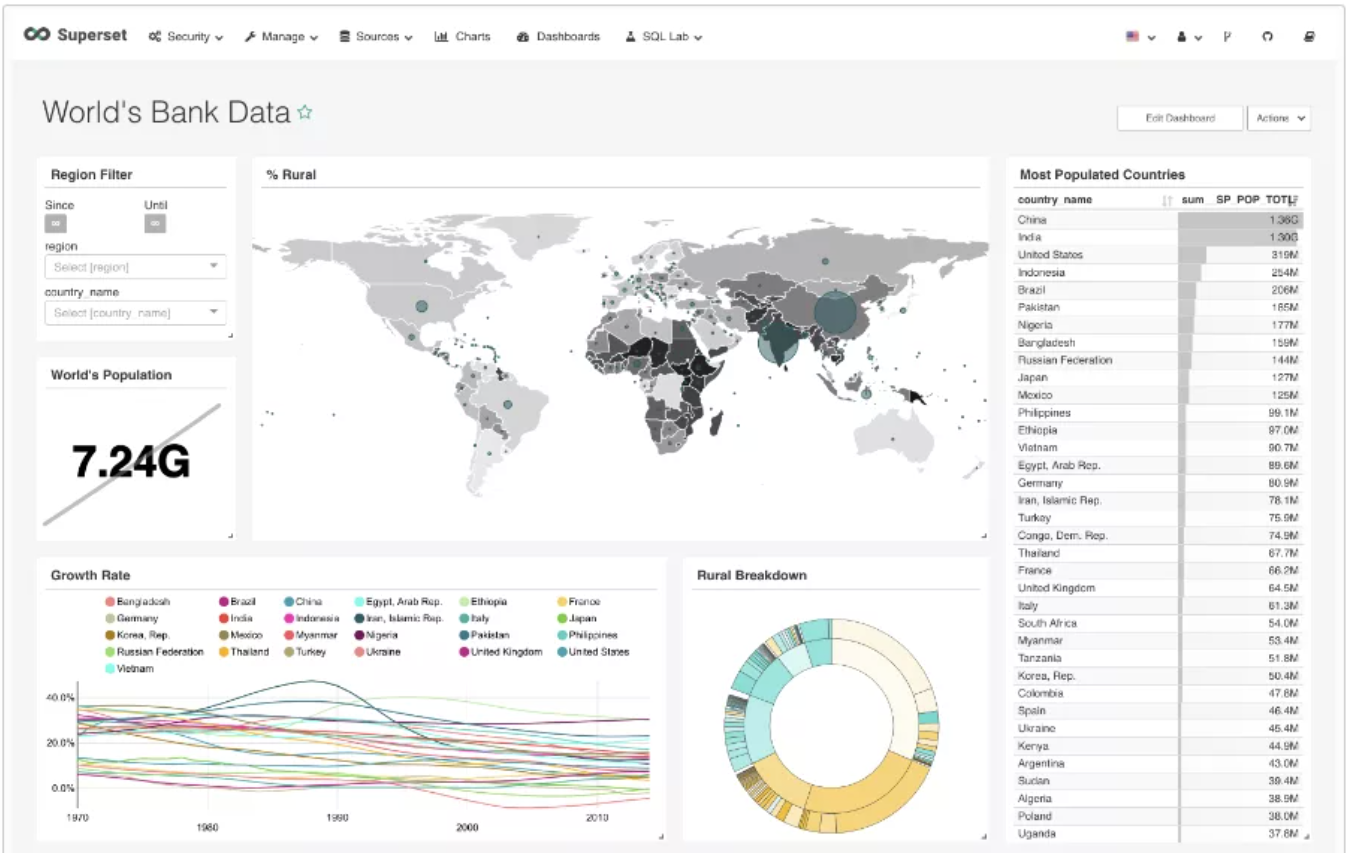 Superset Security Manage Sources Charts Dashboards SQL Lab
World's Bank Data
Edit Dashboard Actions
Region Filter
Since Until
∞ ∞
region
Select [region]
country_name
Select [country_name]
World's Population
7.24G
% Rural
Most Populated Countries
country_name sum__SP_POP_TOTL
China 1.36G
India 1.30G
United States 319M
Indonesia 254M
Brazil 206M
Pakistan 185M
Nigeria 177M
Bangladesh 159M
Russian Federation 144M
Japan 127M
Mexico 125M
Philippines 99.1M
Ethiopia 97.0M
Vietnam 90.7M
Egypt, Arab Rep. 89.6M
Germany 80.9M
Iran, Islamic Rep. 78.1M
Turkey 75.9M
Congo, Dem. Rep. 74.9M
Thailand 67.7M
France 66.2M
United Kingdom 64.5M
Italy 61.3M
South Africa 54.0M
Myanmar 53.4M
Tanzania 51.8M
Korea, Rep. 50.4M
Colombia 47.8M
Spain 46.4M
Ukraine 45.4M
Kenya 44.9M
Argentina 43.0M
Sudan 39.4M
Algeria 38.9M
Poland 38.0M
Uganda 37.8M
Growth Rate
Bangladesh Brazil China Egypt, Arab Rep. Ethiopia France
Germany India Indonesia Iran, Islamic Rep. Italy Japan
Korea, Rep. Mexico Myanmar Nigeria Pakistan Philippines
Russian Federation Thailand Turkey Ukraine United Kingdom United States
Vietnam
40.0%
20.0%
0.0%
1970 1980 1990 2000 2010
Rural Breakdown